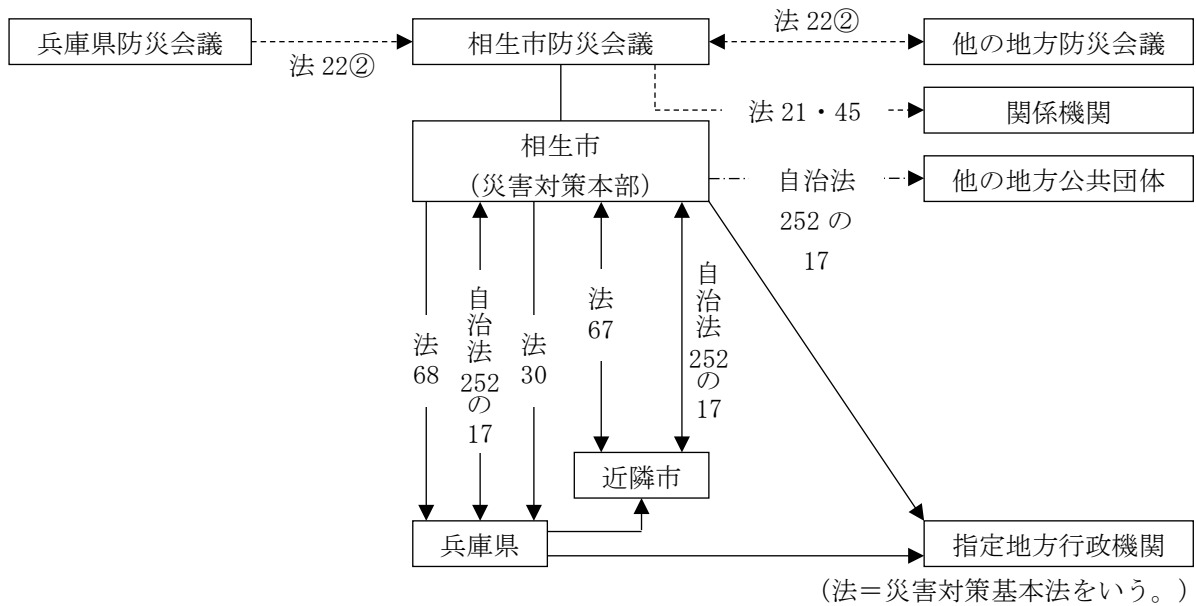 兵庫県防災会議
法 22②
相生市防災会議
法 22②
他の地方防災会議
法 21・45
関係機関
相生市
（災害対策本部）
自治法
252 の
17
他の地方公共団体
法
68
自治法
252
の
17
法
30
法
67
自治法
252
の
17
近隣市
兵庫県
指定地方行政機関
（法＝災害対策基本法をいう。）